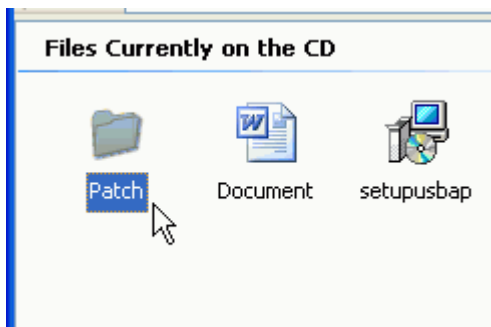 Files Currently on the CD
Patch
Document
setupusbap